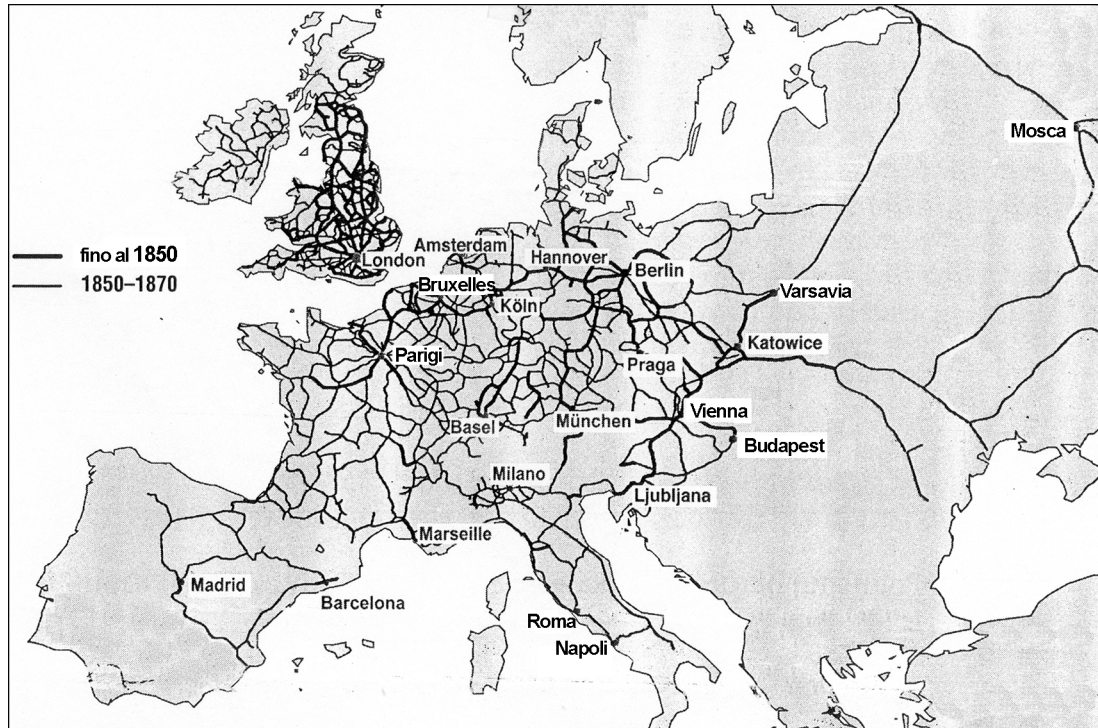 Mosca
fino al 1850
1850–1870
London
Amsterdam
Hannover
Berlin
Bruxelles
Köln
Varsavia
Parigi
Katowice
Praga
Basel
München
Vienna
Budapest
Milano
Ljubljana
Marseille
Madrid
Barcelona
Roma
Napoli